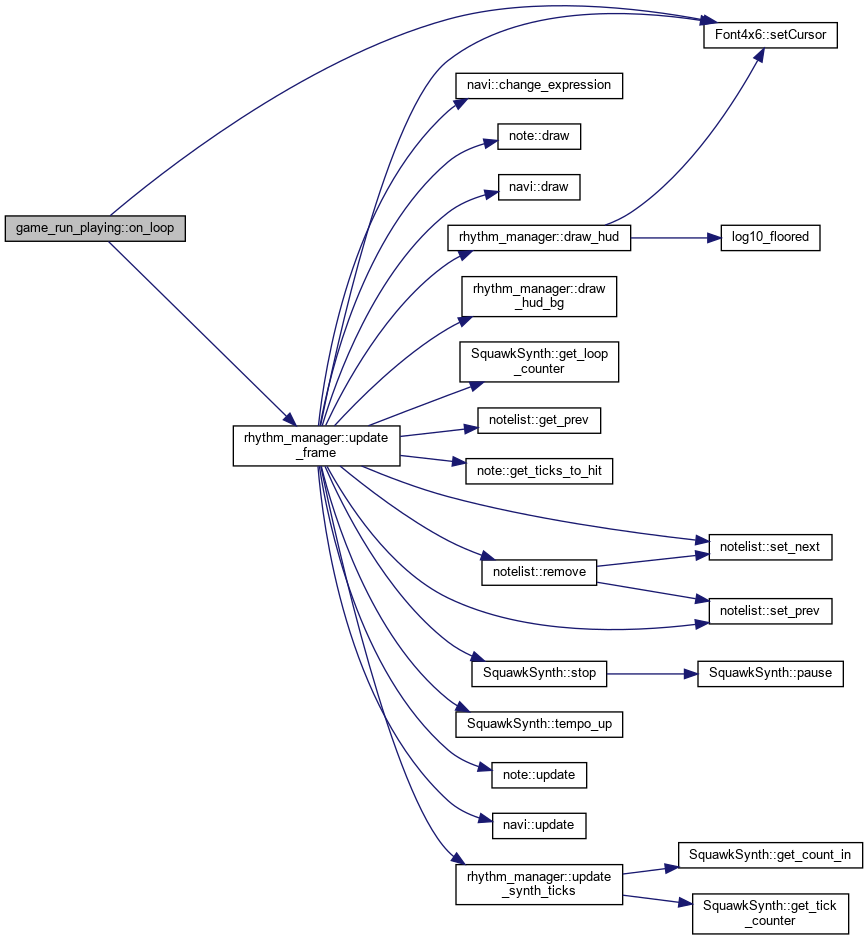 Font4x6::setCursor
navi::change_expression
note::draw
navi::draw
game_run_playing::on_loop
rhythm_manager::draw_hud
log10_floored
rhythm_manager::draw
_hud_bg
SquawkSynth::get_loop
_counter
notelist::get_prev
rhythm_manager::update
_frame
note::get_ticks_to_hit
notelist::set_next
notelist::remove
notelist::set_prev
SquawkSynth::stop
SquawkSynth::pause
SquawkSynth::tempo_up
note::update
navi::update
SquawkSynth::get_count_in
rhythm_manager::update
_synth_ticks
SquawkSynth::get_tick
_counter